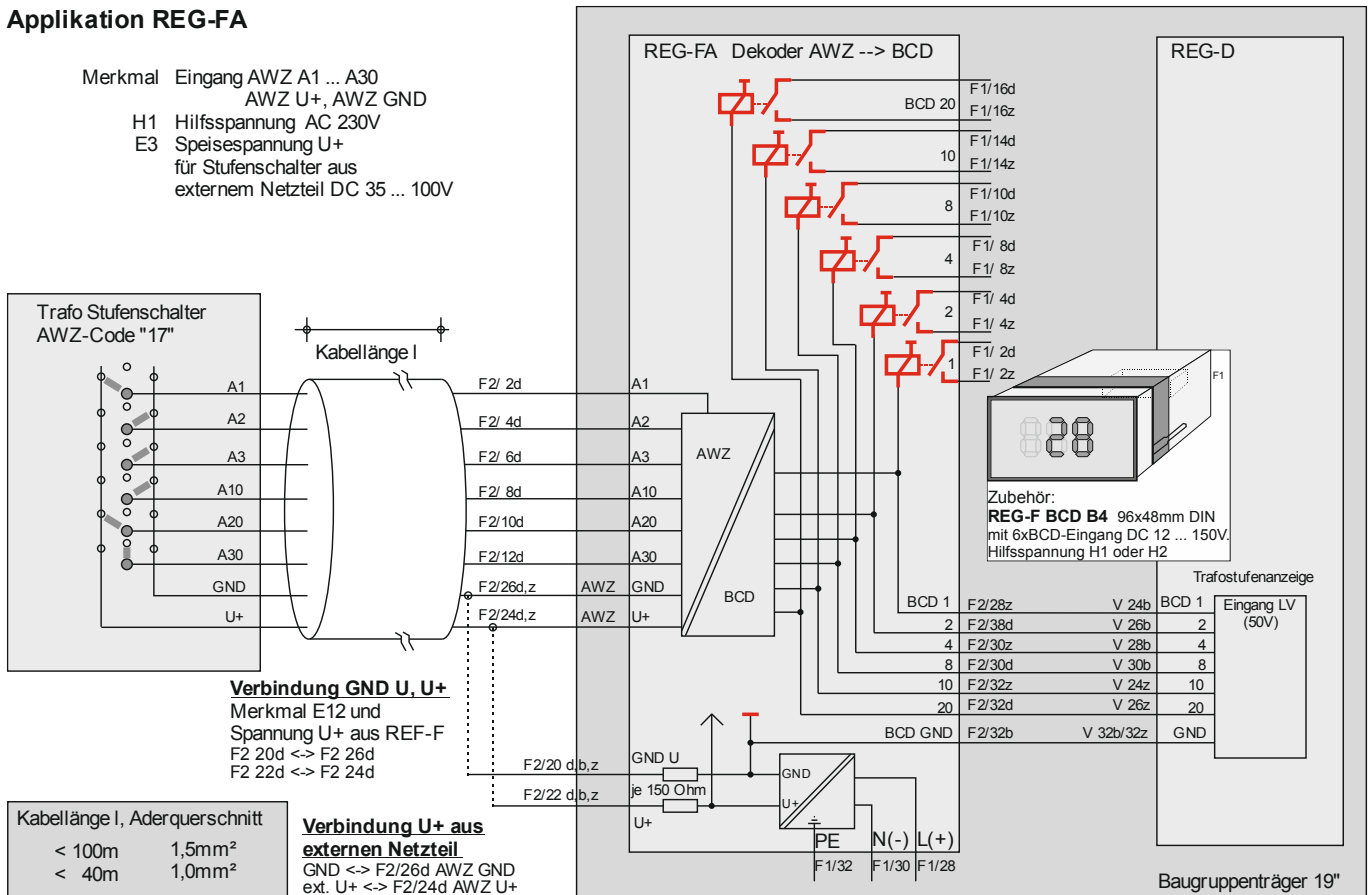 Applikation REG-FA
Merkmal Eingang AWZ A1 ... A30
AWZ U+, AWZ GND
H1 Hilfsspannung AC 230V
E3 Speisespannung U+
für Stufenschalter aus
externem Netzteil DC 35 ... 100V
REG-FA Dekoder AWZ --> BCD
REG-D
BCD 20
F1/16d
F1/16z
10
F1/14d
F1/14z
8
F1/10d
F1/10z
4
F1/ 8d
F1/ 8z
2
F1/ 4d
F1/ 4z
1
F1/ 2d
F1/ 2z
Trafo Stufenschalter
AWZ-Code "17"
A1
A2
A3
A10
A20
A30
GND
U+
Kabellänge l
F2/ 2d
F2/ 4d
F2/ 6d
F2/ 8d
F2/10d
F2/12d
F2/26d,z AWZ
F2/24d,z AWZ
A1
A2
A3
A10
A20
A30
GND
U+
AWZ
BCD
F1
28
Zubehör:
REG-F BCD B4 96x48mm DIN
mit 6xBCD-Eingang DC 12 ... 150V.
Hilfsspannung H1 oder H2
Trafostufenanzeige
Eingang LV
(50V)
BCD 1 F2/28z V 24b BCD 1
2 F2/38d V 26b 2
4 F2/30z V 28b 4
8 F2/30d V 30b 8
10 F2/32z V 24z 10
20 F2/32d V 26z 20
BCD GND F2/32b V 32b/32z GND
Verbindung GND U, U+
Merkmal E12 und
Spannung U+ aus REF-F
F2 20d <-> F2 26d
F2 22d <-> F2 24d
F2/20 d,b,z
GND U
je 150 Ohm
F2/22 d,b,z
U+
GND
U+
PE
N(-)
L(+)
F1/32
F1/30
F1/28
Kabellänge l, Aderquerschnitt
< 100m 1,5mm²
< 40m 1,0mm²
Verbindung U+ aus
externen Netzteil
GND <-> F2/26d AWZ GND
ext. U+ <-> F2/24d AWZ U+
Baugruppenträger 19"